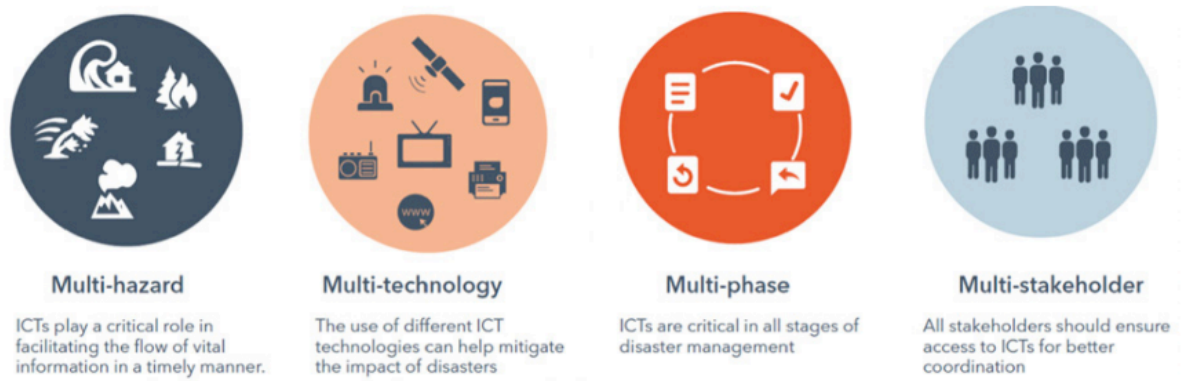 www
Multi-hazard
ICTs play a critical role in
facilitating the flow of vital
information in a timely manner.
Multi-technology
The use of different ICT
technologies can help mitigate
the impact of disasters
Multi-phase
ICTs are critical in all stages of
disaster management
Multi-stakeholder
All stakeholders should ensure
access to ICTs for better
coordination